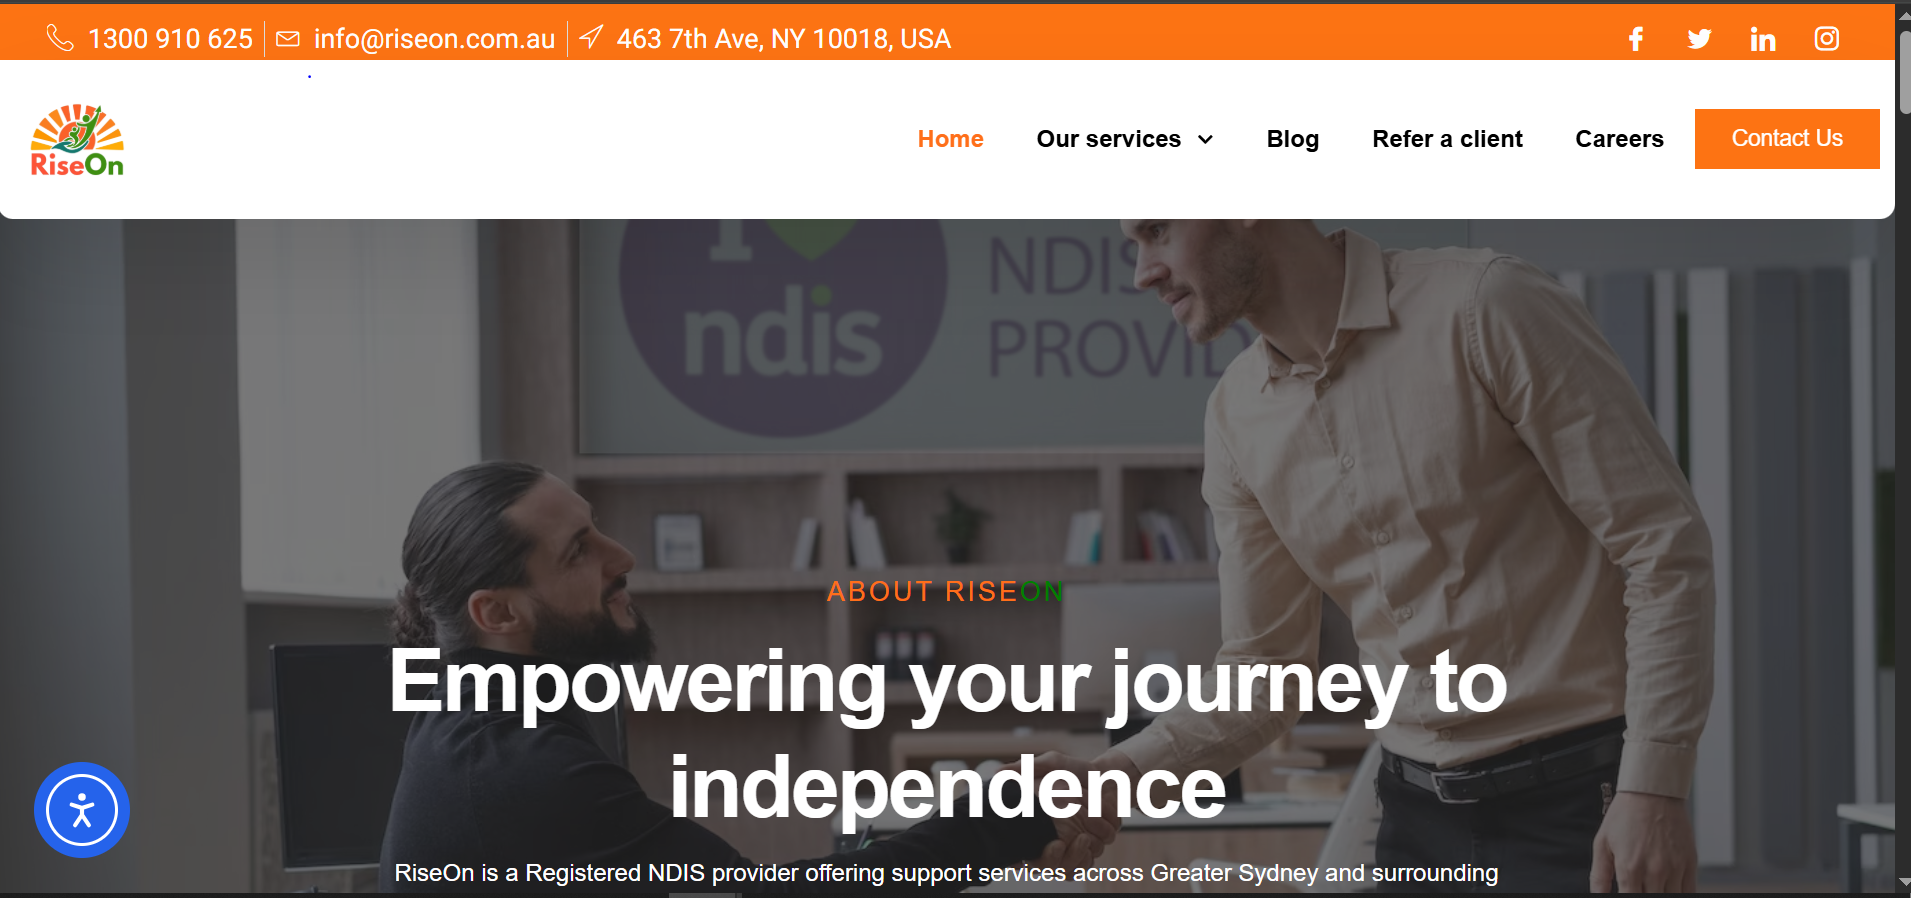 1300 910 625 info@riseon.com.au 463 7th Ave, NY 10018, USA
RiseOn
Home Our services Blog Refer a client Careers Contact Us
I
ndis
NDIS
PROVID
ABOUT RISEON
Empowering your journey to
independence
RiseOn is a Registered NDIS provider offering support services across Greater Sydney and surrounding